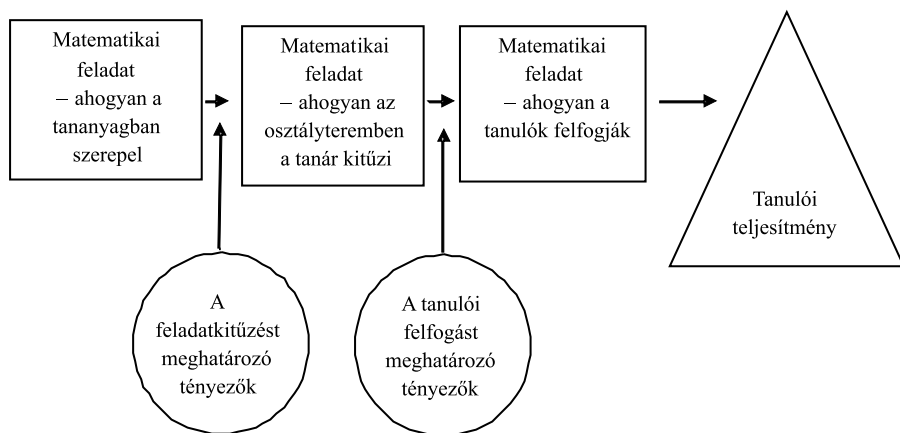 Matematikai
feladat
– ahogyan a
tananyagban
szerepel
Matematikai
feladat
– ahogyan az
osztályteremben
a tanár kitűzi
Matematikai
feladat
– ahogyan a
tanulók felfogják
Tanulói
teljesítmény
A
feladatkitűzést
meghatározó
tényezők
A tanulói
felfogást
meghatározó
tényezők